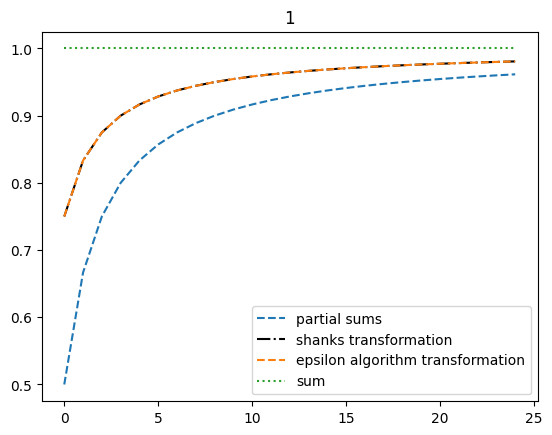 1
1.0
0.9
0.8
0.7
0.6
0.5
partial sums
shanks transformation
epsilon algorithm transformation
sum
0 5 10 15 20 25